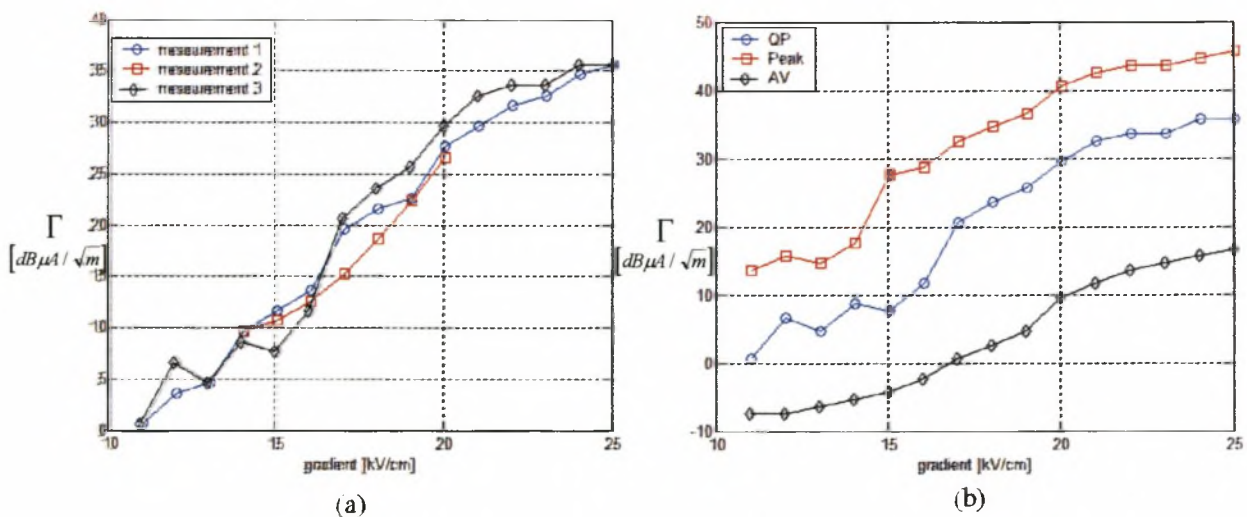 40
measurement 1
measurement 2
measurement 3
35
30
25
20
15
10
5
0
Γ
[dBμA / √m]
10
15
20
25
gradient [kV/cm]
(a)
50
QP
Peak
AV
40
30
20
10
0
-10
Γ
[dBμA / √m]
10
15
20
25
gradient [kV/cm]
(b)